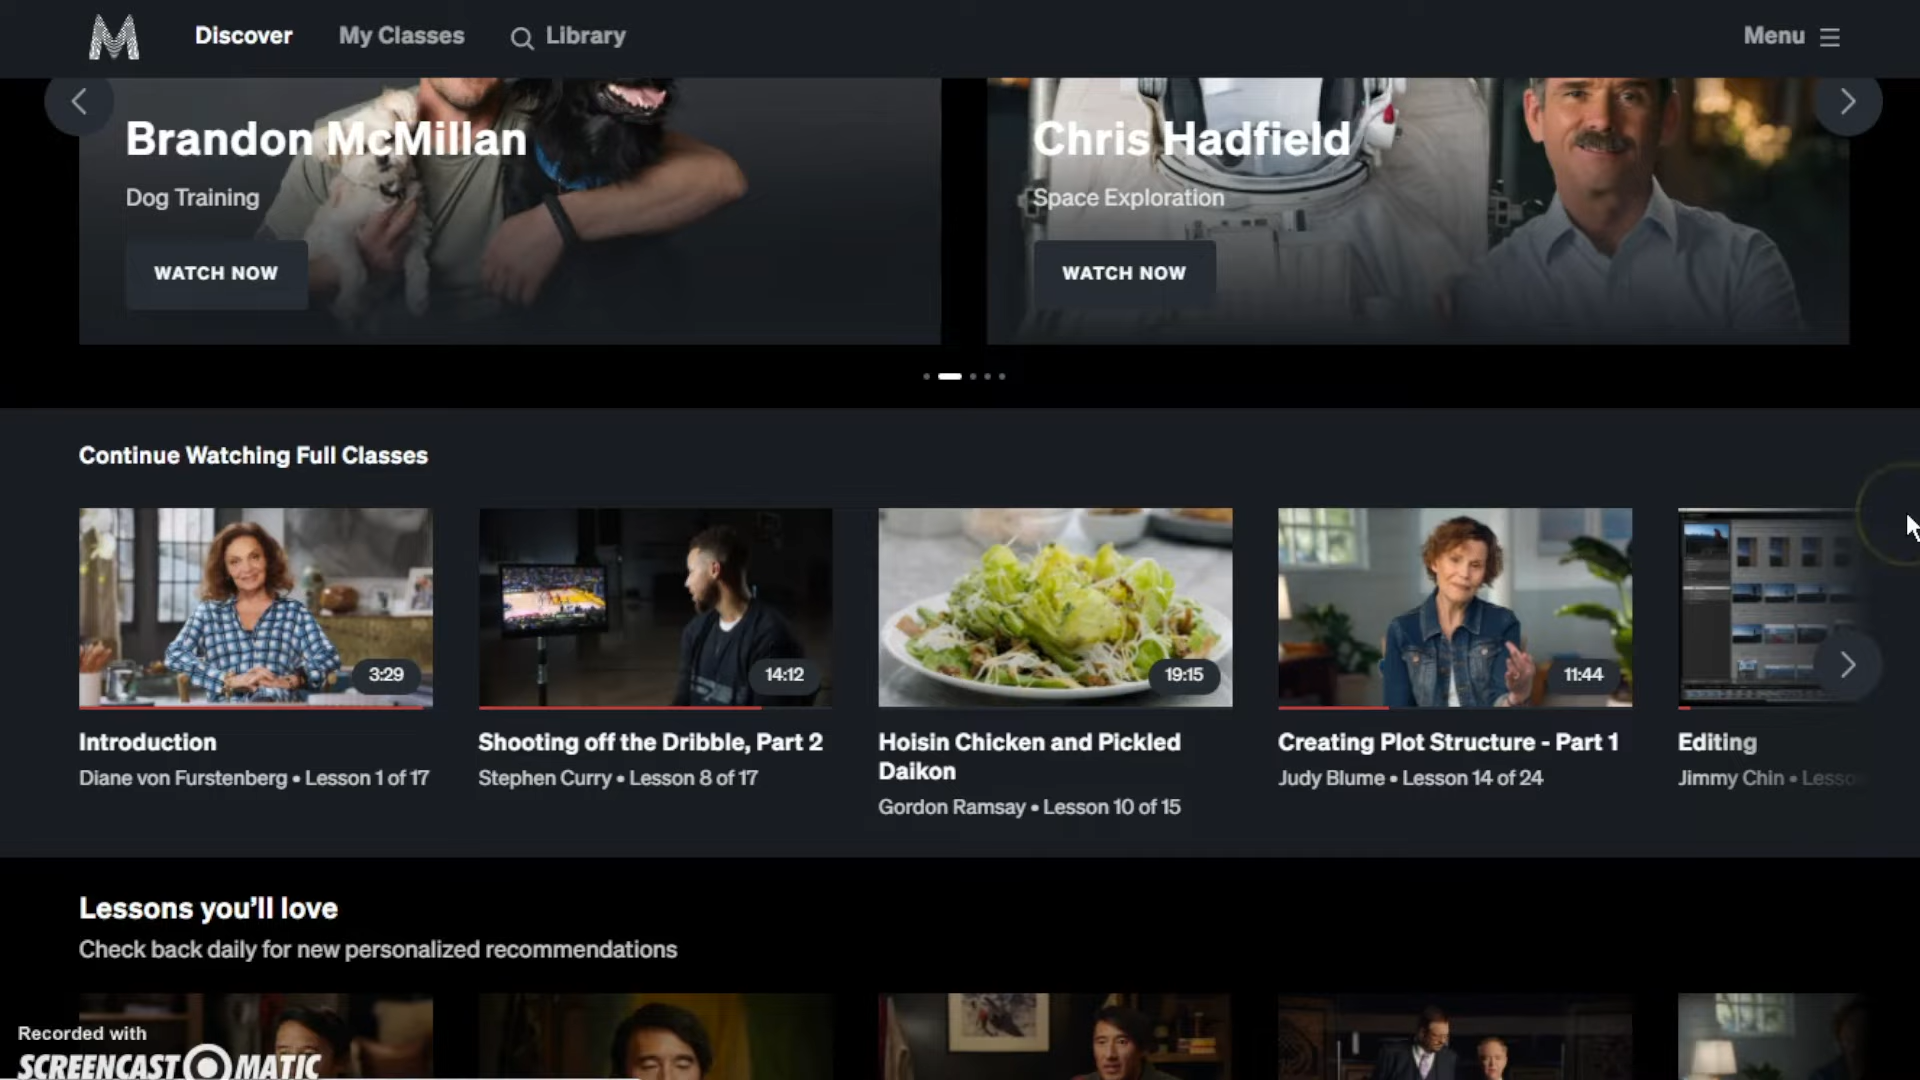 Discover
My Classes
Library
Menu
Brandon McMillan
Dog Training
WATCH NOW
Chris Hadfield
Space Exploration
WATCH NOW
Continue Watching Full Classes
3:29
14:12
19:15
11:44
Introduction
Diane von Furstenberg • Lesson 1 of 17
Shooting off the Dribble, Part 2
Stephen Curry • Lesson 8 of 17
Hoisin Chicken and Pickled
Daikon
Gordon Ramsay • Lesson 10 of 15
Creating Plot Structure - Part 1
Judy Blume • Lesson 14 of 24
Editing
Jimmy Chin • Lesso
Lessons you'll love
Check back daily for new personalized recommendations
Recorded with
SCREENCAST MATIC